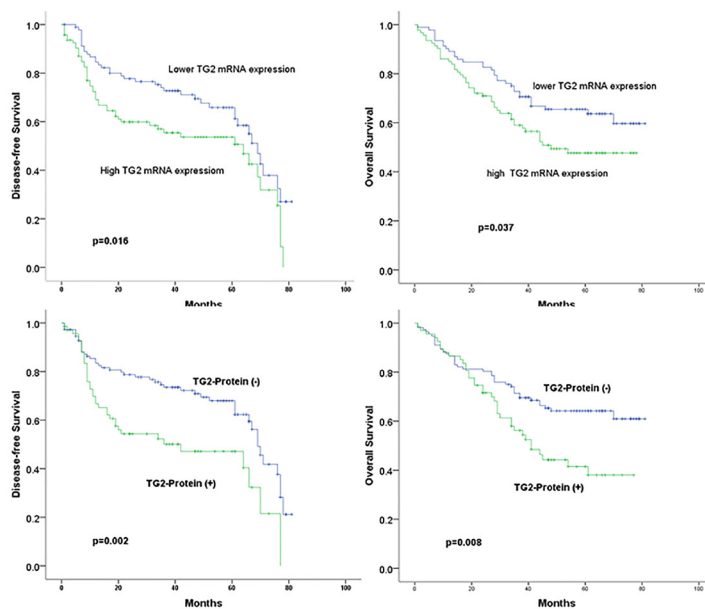 1.0
0.8
0.6
0.4
0.2
0.0
Disease-free Survival
Lower TG2 mRNA expression
High TG2 mRNA expression
p=0.016
0 20 40 60 80 100
Months
1.0
0.8
0.6
0.4
0.2
0.0
Overall Survival
lower TG2 mRNA expression
high TG2 mRNA expression
p=0.037
0 20 40 60 80 100
Months
1.0
0.8
0.6
0.4
0.2
0.0
Disease-free Survival
TG2-Protein (-)
TG2-Protein (+)
p=0.002
0 20 40 60 80 100
Months
1.0
0.8
0.6
0.4
0.2
0.0
Overall Survival
TG2-Protein (-)
TG2-Protein (+)
p=0.008
0 20 40 60 80 100
Months